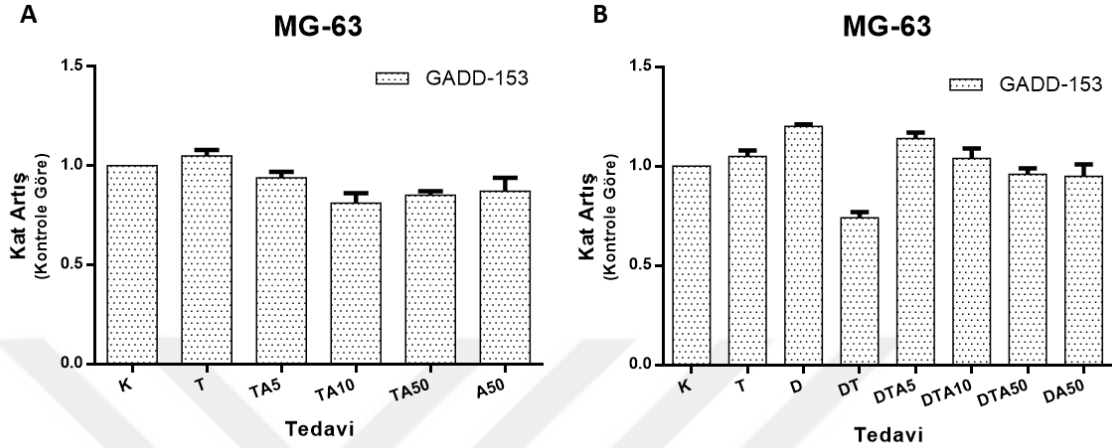 A
MG-63
GADD-153
Kat Artış
(Kontrole Göre)
1.5
1.0
0.5
0.0
K
T
TA5
TA10
TA50
A50
Tedavi
B
MG-63
GADD-153
Kat Artış
(Kontrole Göre)
1.5
1.0
0.5
0.0
K
T
D
DT
DTA5
DTA10
DTA50
DA50
Tedavi